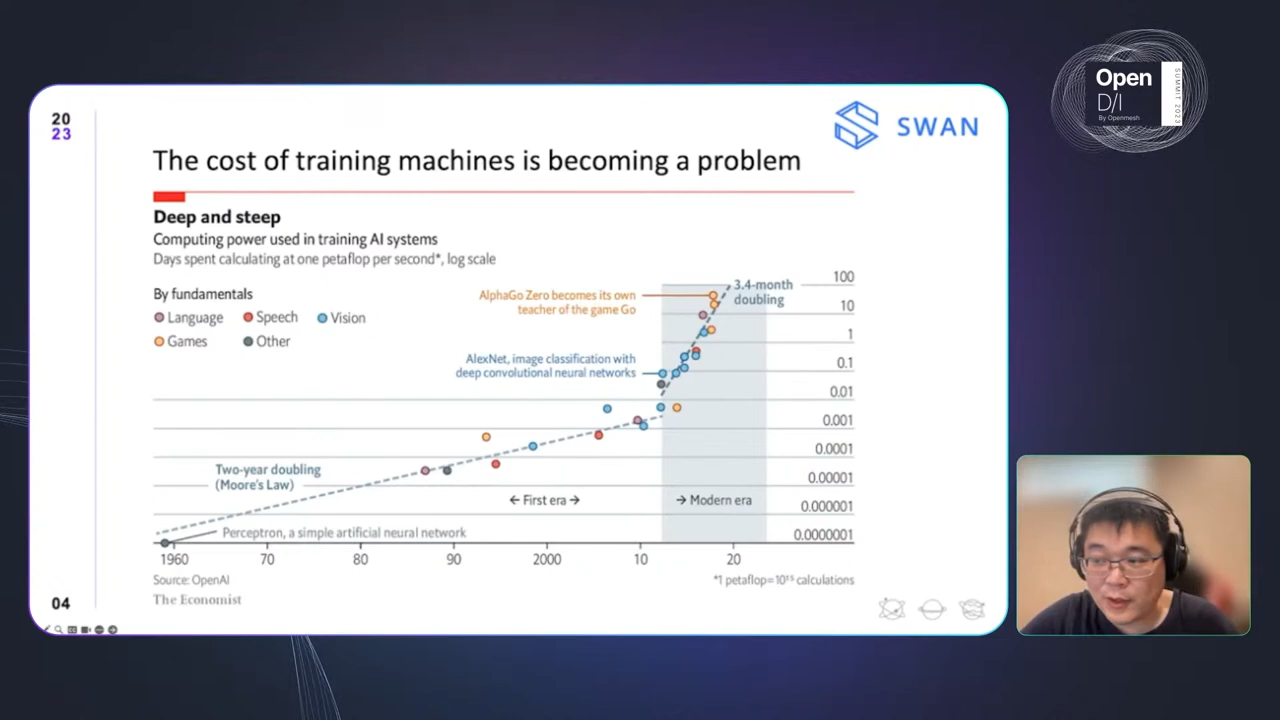 Open
D/I
By Openmesh
SUMMIT 2023
20
23
SWAN
The cost of training machines is becoming a problem
Deep and steep
Computing power used in training AI systems
Days spent calculating at one petaflop per second*, log scale
By fundamentals
Language
Speech
Vision
Games
Other
AlphaGo Zero becomes its own
teacher of the game Go
3.4-month
doubling
AlexNet, image classification with
deep convolutional neural networks
100
10
1
0.1
0.01
0.001
0.0001
0.00001
0.000001
0.0000001
Two-year doubling
(Moore's Law)
← First era →
→ Modern era
Perceptron, a simple artificial neural network
1960
70
80
90
2000
10
20
Source: OpenAI
*1 petaflop=10¹⁵ calculations
The Economist
04